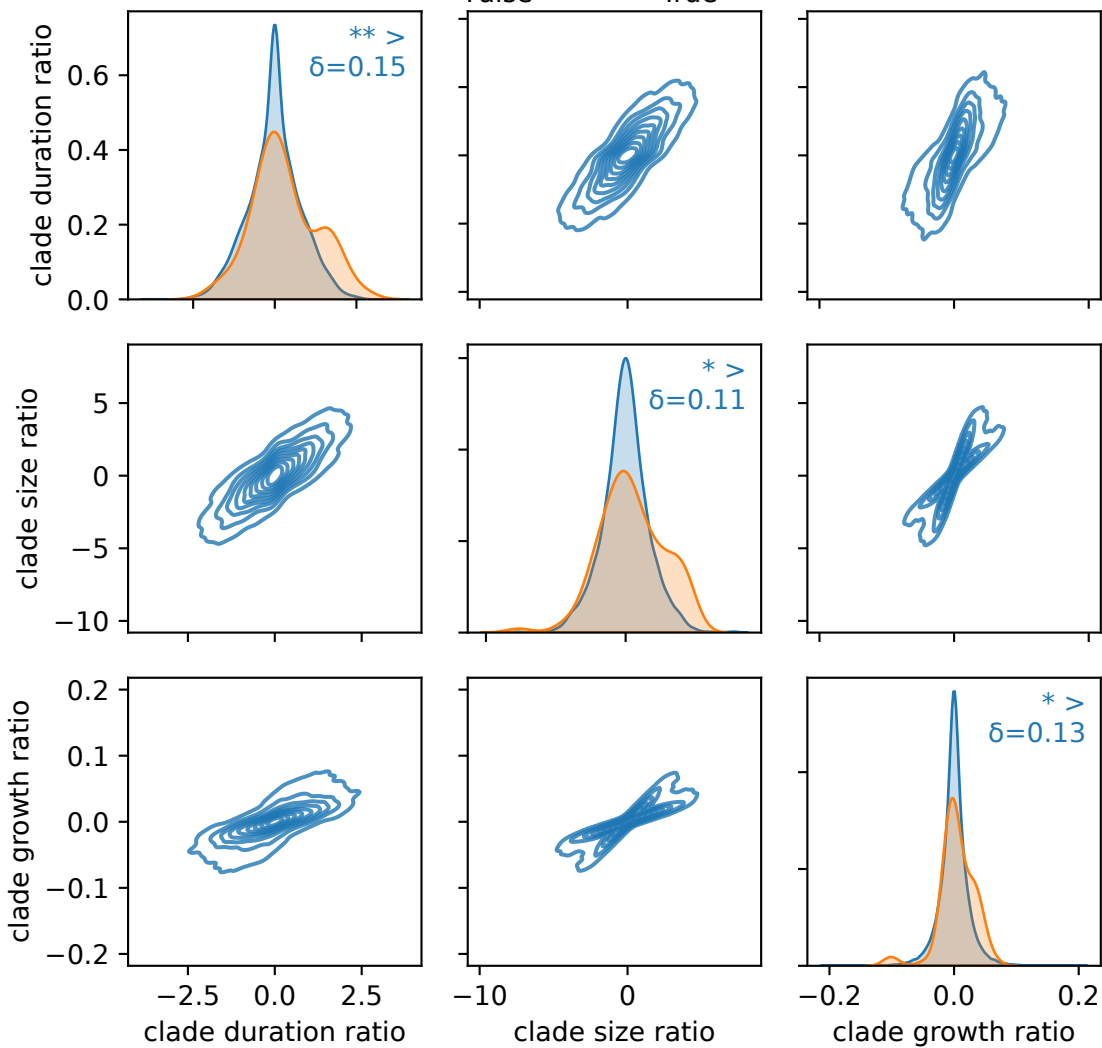 True
clade duration ratio
0.6
0.4
0.2
0.0
** >
δ=0.15
clade size ratio
5
0
−5
−10
* >
δ=0.11
clade growth ratio
0.2
0.1
0.0
−0.1
−0.2
* >
δ=0.13
−2.5
0.0
2.5
−10
0
−0.2
0.0
0.2
clade duration ratio
clade size ratio
clade growth ratio